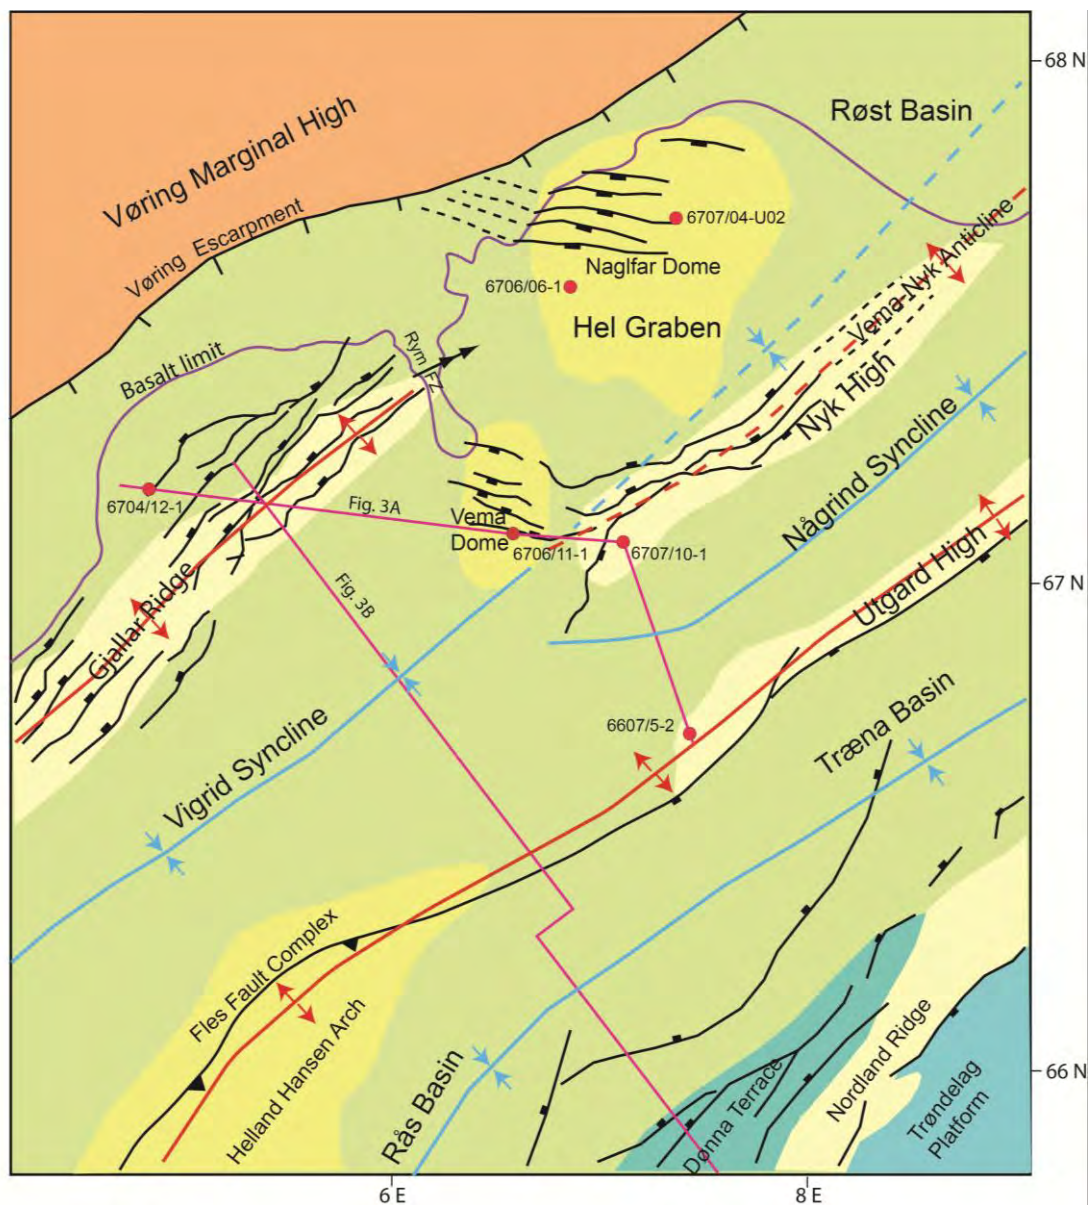 68 N
Røst Basin
Vøring Marginal High
Vøring Escarpment
6707/04-U02
Naglfar Dome
6706/06-1
Hel Graben
Vema Nyk Anticline
Basalt limit
Rym FZ
Nyk High
Någrind Syncline
6704/12-1
Fig. 3A
Vema
Dome
6706/11-1
6707/10-1
67 N
Fig. 3B
Gjallar Ridge
Utgard High
6607/5-2
Træna Basin
Vigrid Syncline
Fles Fault Complex
Helland Hansen Arch
Rås Basin
Dønna Terrace
Nordland Ridge
Trøndelag
Platform
66 N
6 E
8 E